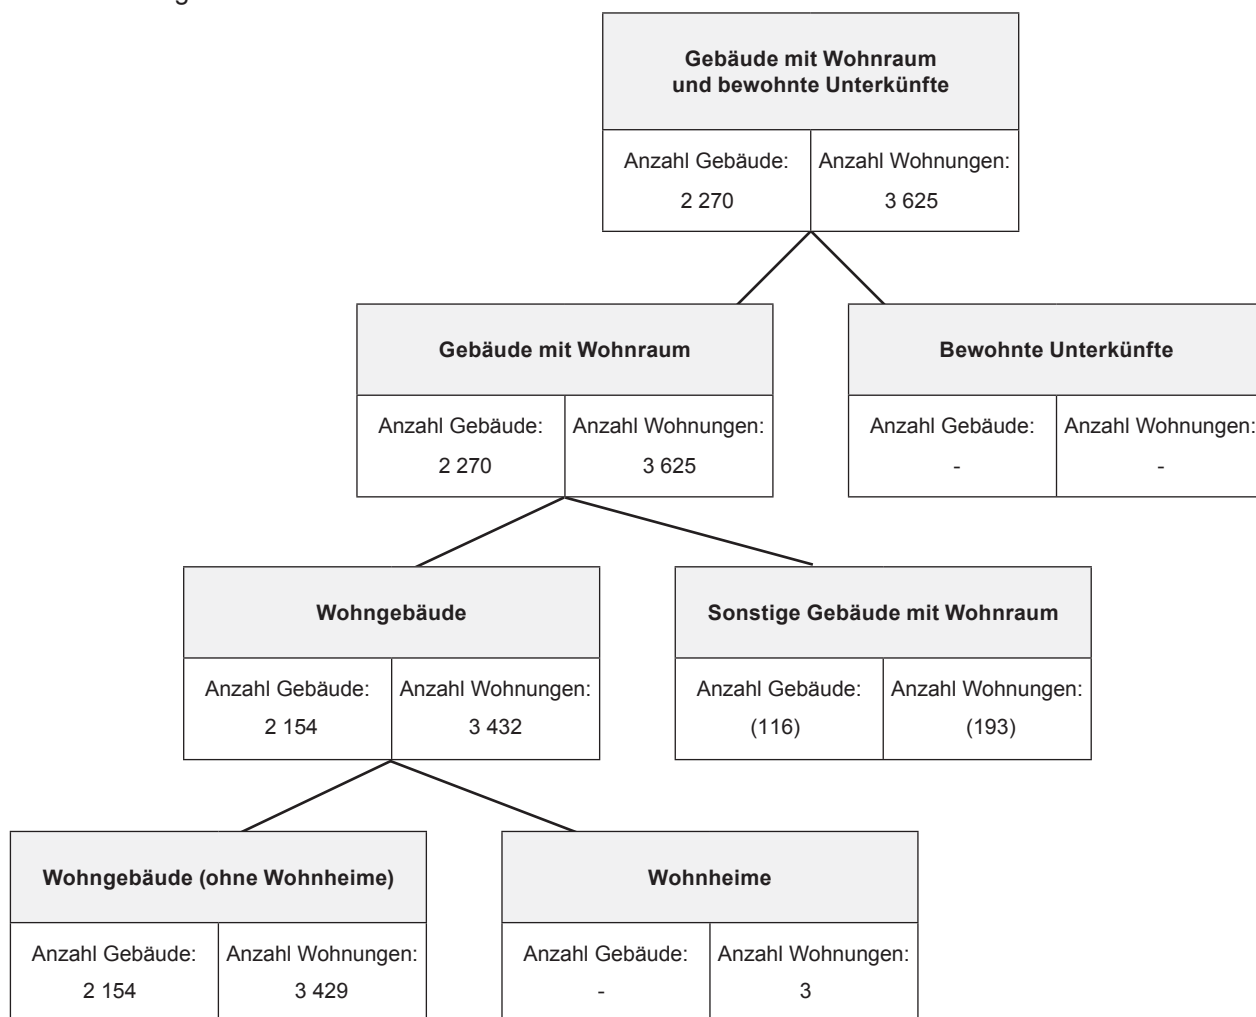 Gebäude mit Wohnraum
und bewohnte Unterkünfte
Anzahl Gebäude: Anzahl Wohnungen:
2 270 3 625
Gebäude mit Wohnraum
Anzahl Gebäude: Anzahl Wohnungen:
2 270 3 625
Bewohnte Unterkünfte
Anzahl Gebäude: Anzahl Wohnungen:
- -
Wohngebäude
Anzahl Gebäude: Anzahl Wohnungen:
2 154 3 432
Sonstige Gebäude mit Wohnraum
Anzahl Gebäude: Anzahl Wohnungen:
(116) (193)
Wohngebäude (ohne Wohnheime)
Anzahl Gebäude: Anzahl Wohnungen:
2 154 3 429
Wohnheime
Anzahl Gebäude: Anzahl Wohnungen:
- 3